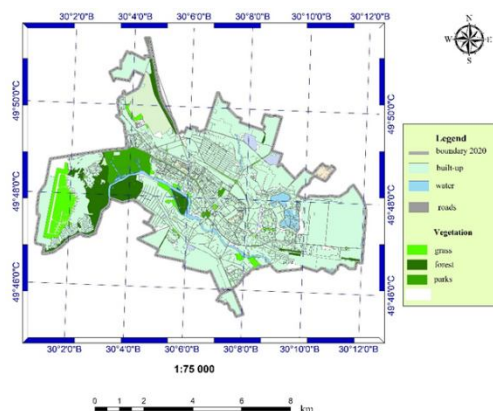 30°2'0"B 30°4'0"B 30°6'0"B 30°8'0"B 30°10'0"B 30°12'0"B
N
W E
S
49°50'0"C 49°50'0"C
49°48'0"C 49°48'0"C
49°46'0"C 49°46'0"C
Legend
boundary 2020
built-up
water
roads
Vegetation
grass
forest
parks
30°2'0"B 30°4'0"B 30°6'0"B 30°8'0"B 30°10'0"B 30°12'0"B
1:75 000
0 1 2 4 6 8
km